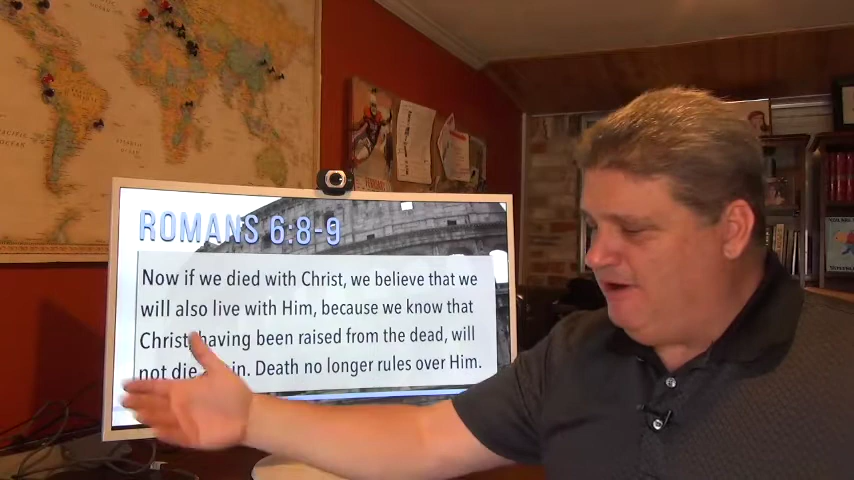 ROMANS 6:8-9
Now if we died with Christ, we believe that we
will also live with Him, because we know that
Christ, having been raised from the dead, will
not die in. Death no longer rules over Him.
OCEAN